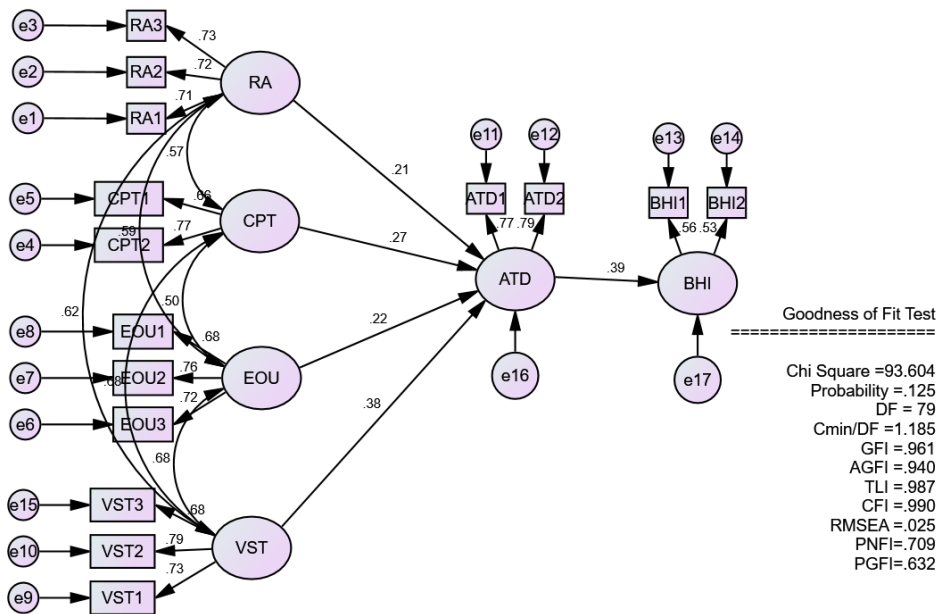 e3
RA3
.73
e2
RA2
.72
RA
e1
RA1
.71
.57
e11
e12
e13
e14
.21
e5
CPT1
.66
ATD1
ATD2
BHI1
BHI2
CPT
.77
.77
.79
.56
.53
e4
CPT2
.59
.27
ATD
.39
BHI
.50
.62
e8
EOU1
.68
.22
e7
EOU2
.76
EOU
.68
e16
e17
e6
EOU3
.72
.38
.68
e15
VST3
.68
e10
VST2
.79
VST
e9
VST1
.73
Goodness of Fit Test
=====================
Chi Square =93.604
Probability =.125
DF = 79
Cmin/DF =1.185
GFI =.961
AGFI =.940
TLI =.987
CFI =.990
RMSEA =.025
PNFI=.709
PGFI=.632